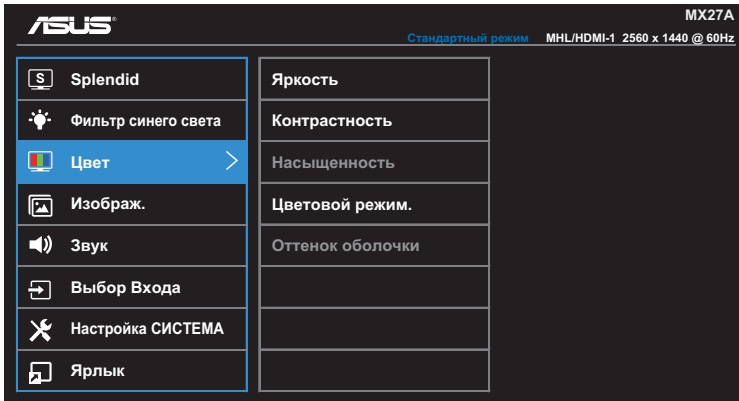 MX27A
ASUS
Стандартный режим MHL/HDMI-1 2560 x 1440 @ 60Hz
S Splendid
Фильтр синего света
Цвет
Изображ.
Звук
Выбор Входа
Настройка СИСТЕМА
Ярлык
Яркость
Контрастность
Насыщенность
Цветовой режим.
Оттенок оболочки